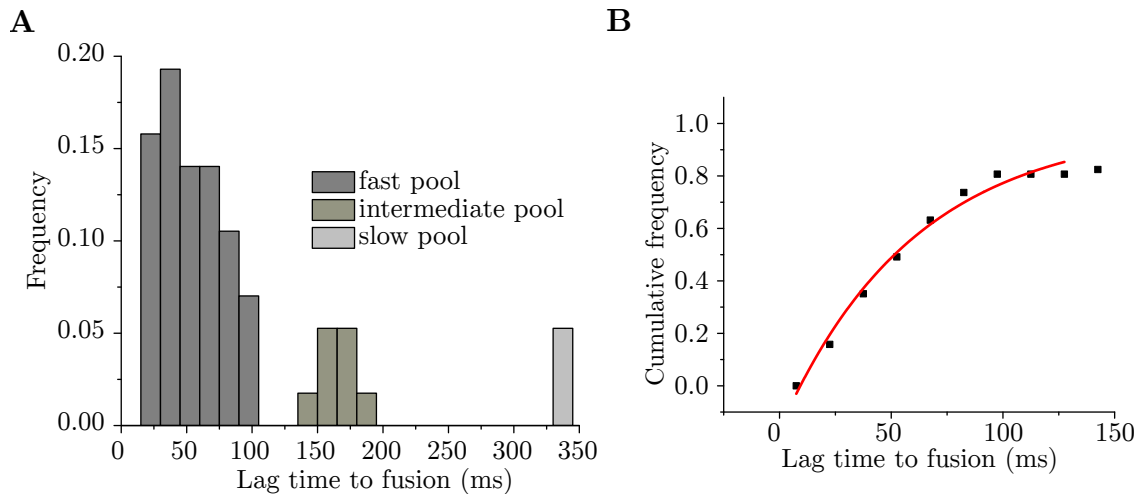 A
0.20
0.15
0.10
0.05
0.00
Frequency
fast pool
intermediate pool
slow pool
0 50 100 150 200 250 300 350
Lag time to fusion (ms)
B
1.0
0.8
0.6
0.4
0.2
0.0
Cumulative frequency
0 50 100 150
Lag time to fusion (ms)